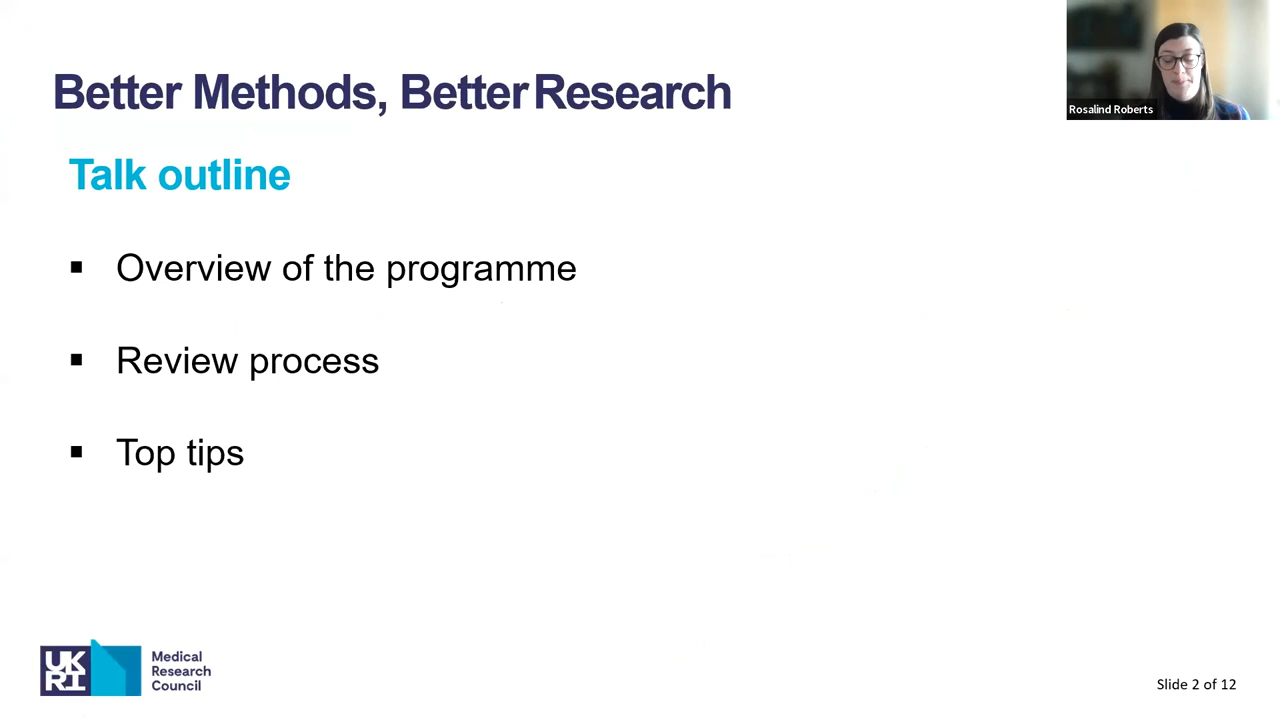 Better Methods, Better Research
Rosalind Roberts
Talk outline
▪ Overview of the programme
▪ Review process
▪ Top tips
UK
RI
Medical
Research
Council
Slide 2 of 12